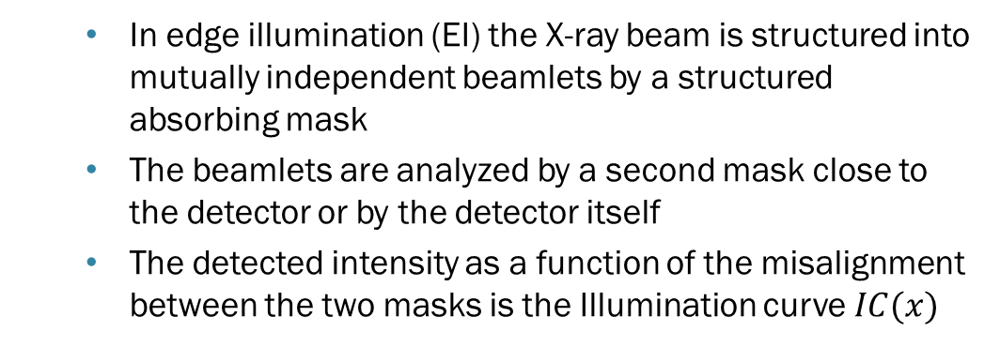 • In edge illumination (EI) the X-ray beam is structured into
mutually independent beamlets by a structured
absorbing mask
• The beamlets are analyzed by a second mask close to
the detector or by the detector itself
• The detected intensity as a function of the misalignment
between the two masks is the Illumination curve 𝐼𝐶(𝑥)